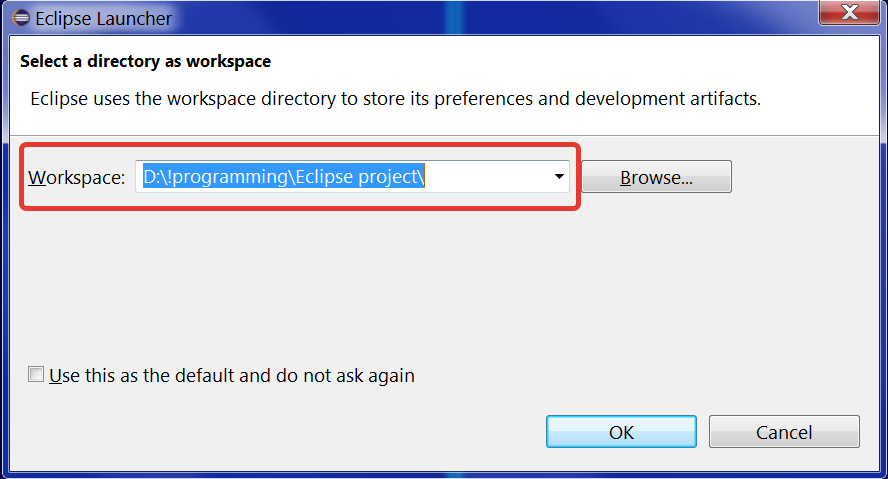 Eclipse Launcher
Select a directory as workspace
Eclipse uses the workspace directory to store its preferences and development artifacts.
Workspace: D:\!programming\Eclipse project\ Browse...
Use this as the default and do not ask again
OK Cancel